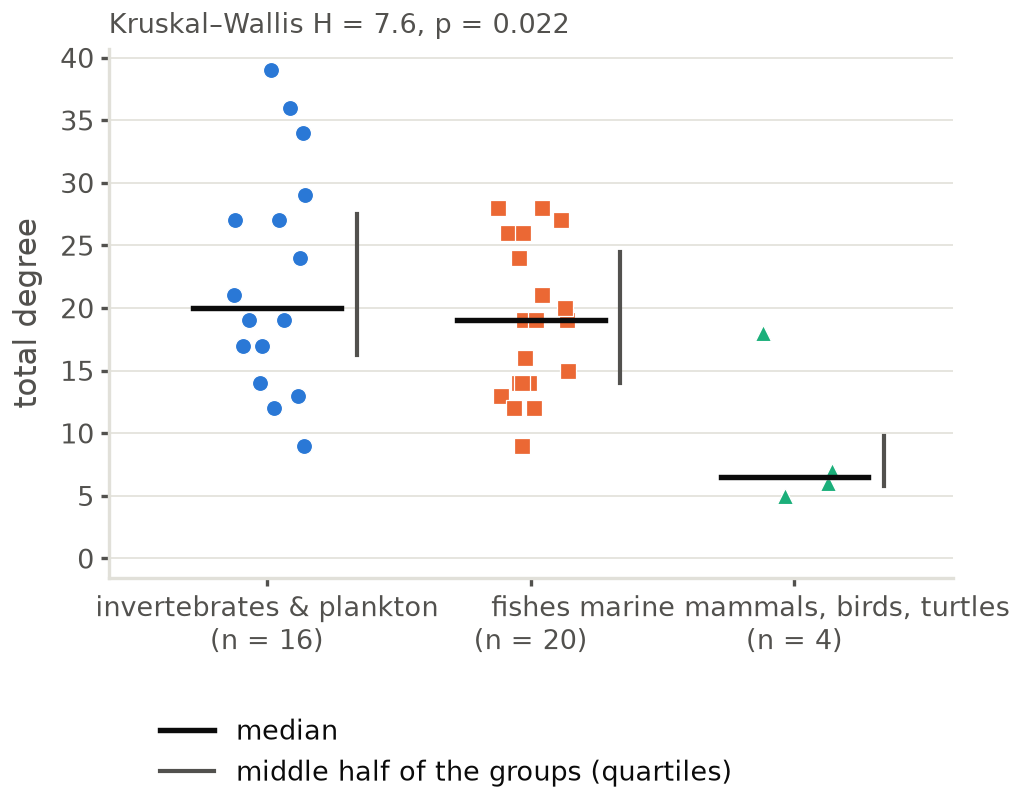 Kruskal–Wallis H = 7.6, p = 0.022
total degree
40
35
30
25
20
15
10
5
0
invertebrates & plankton
(n = 16)
fishes
(n = 20)
marine mammals, birds, turtles
(n = 4)
median
middle half of the groups (quartiles)